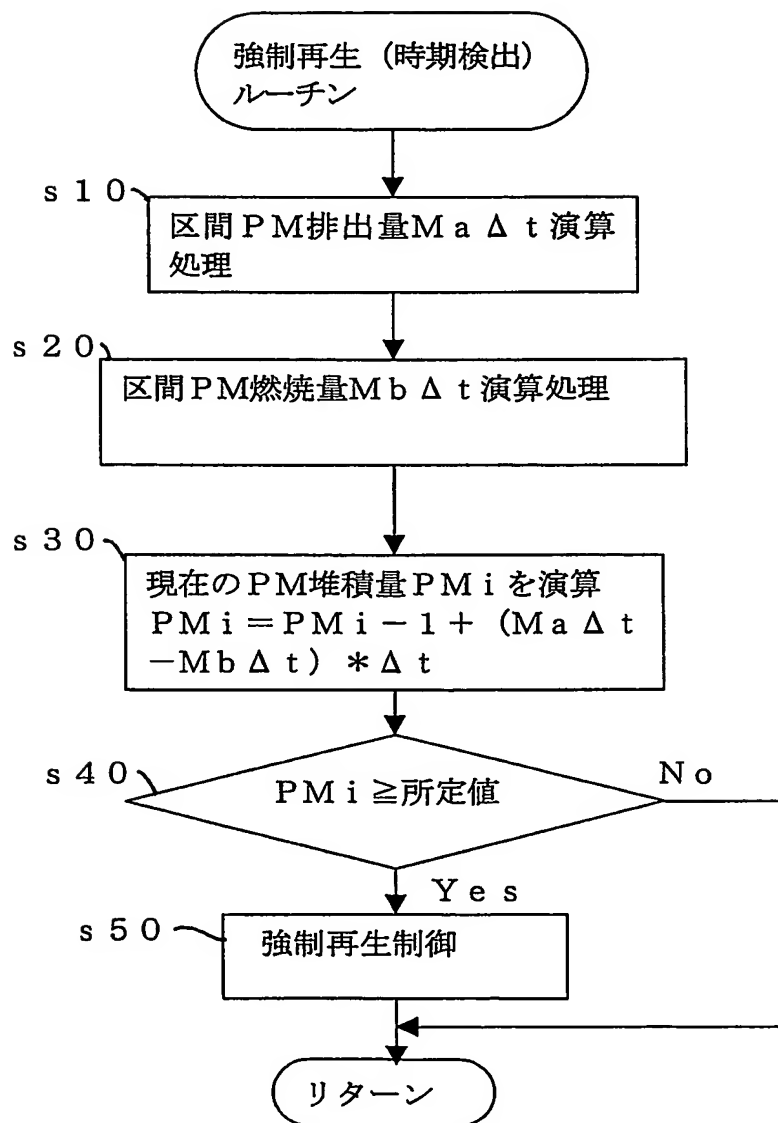 強制再生（時期検出）
ルーチン
ｓ１０
区間ＰＭ排出量ＭａΔｔ演算
処理
ｓ２０
区間ＰＭ燃焼量ＭｂΔｔ演算処理
ｓ３０
現在のＰＭ堆積量ＰＭｉを演算
ＰＭｉ＝ＰＭｉ－１＋（ＭａΔｔ
－ＭｂΔｔ）＊Δｔ
ｓ４０
ＰＭｉ≧所定値
Ｎｏ
Ｙｅｓ
ｓ５０
強制再生制御
リターン